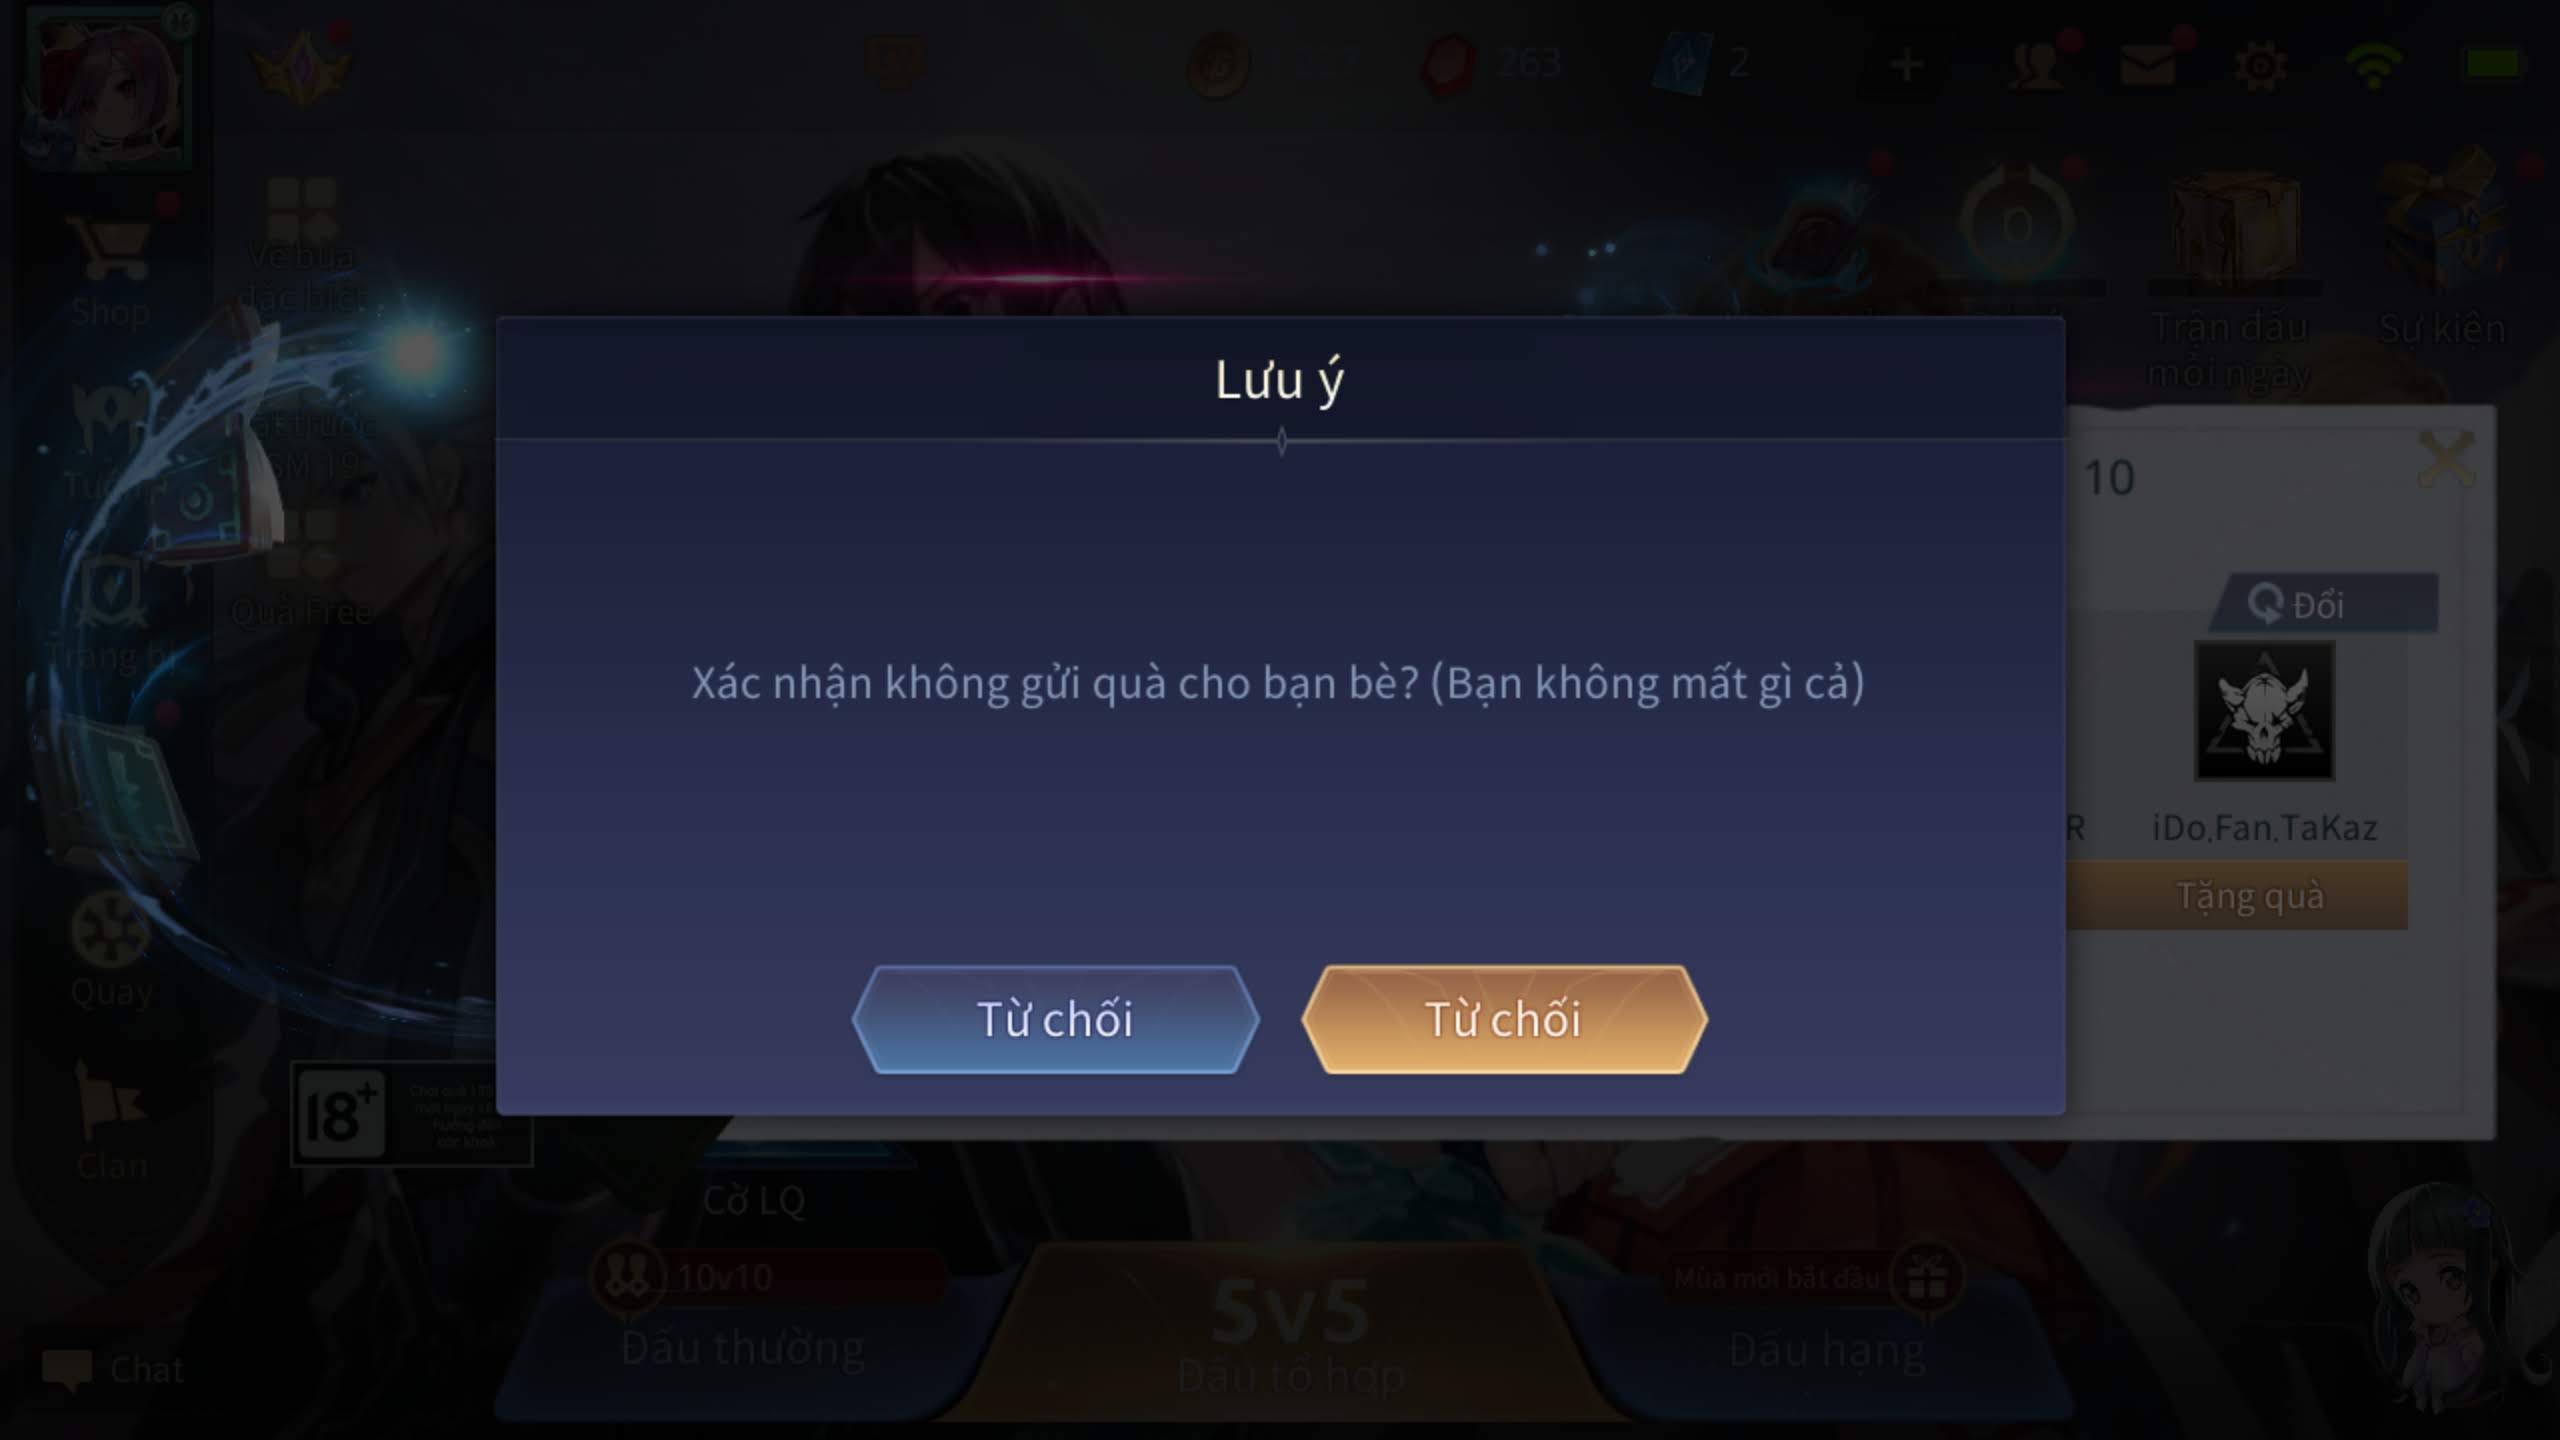 263
2
Vé búa
đặc biệt
Shop
Trận đấu
mỗi ngày
Sự kiện
Lưu ý
10
SM 19
Đổi
Quà Free
Trang bị
Xác nhận không gửi quà cho bạn bè? (Bạn không mất gì cả)
R
iDo.Fan.TaKaz
Tặng quà
Quay
Từ chối
Từ chối
18+
Clan
Cờ LQ
10v10
Đấu thường
5v5
Đấu tổ hợp
Mùa mới bắt đầu
Đấu hạng
Chat